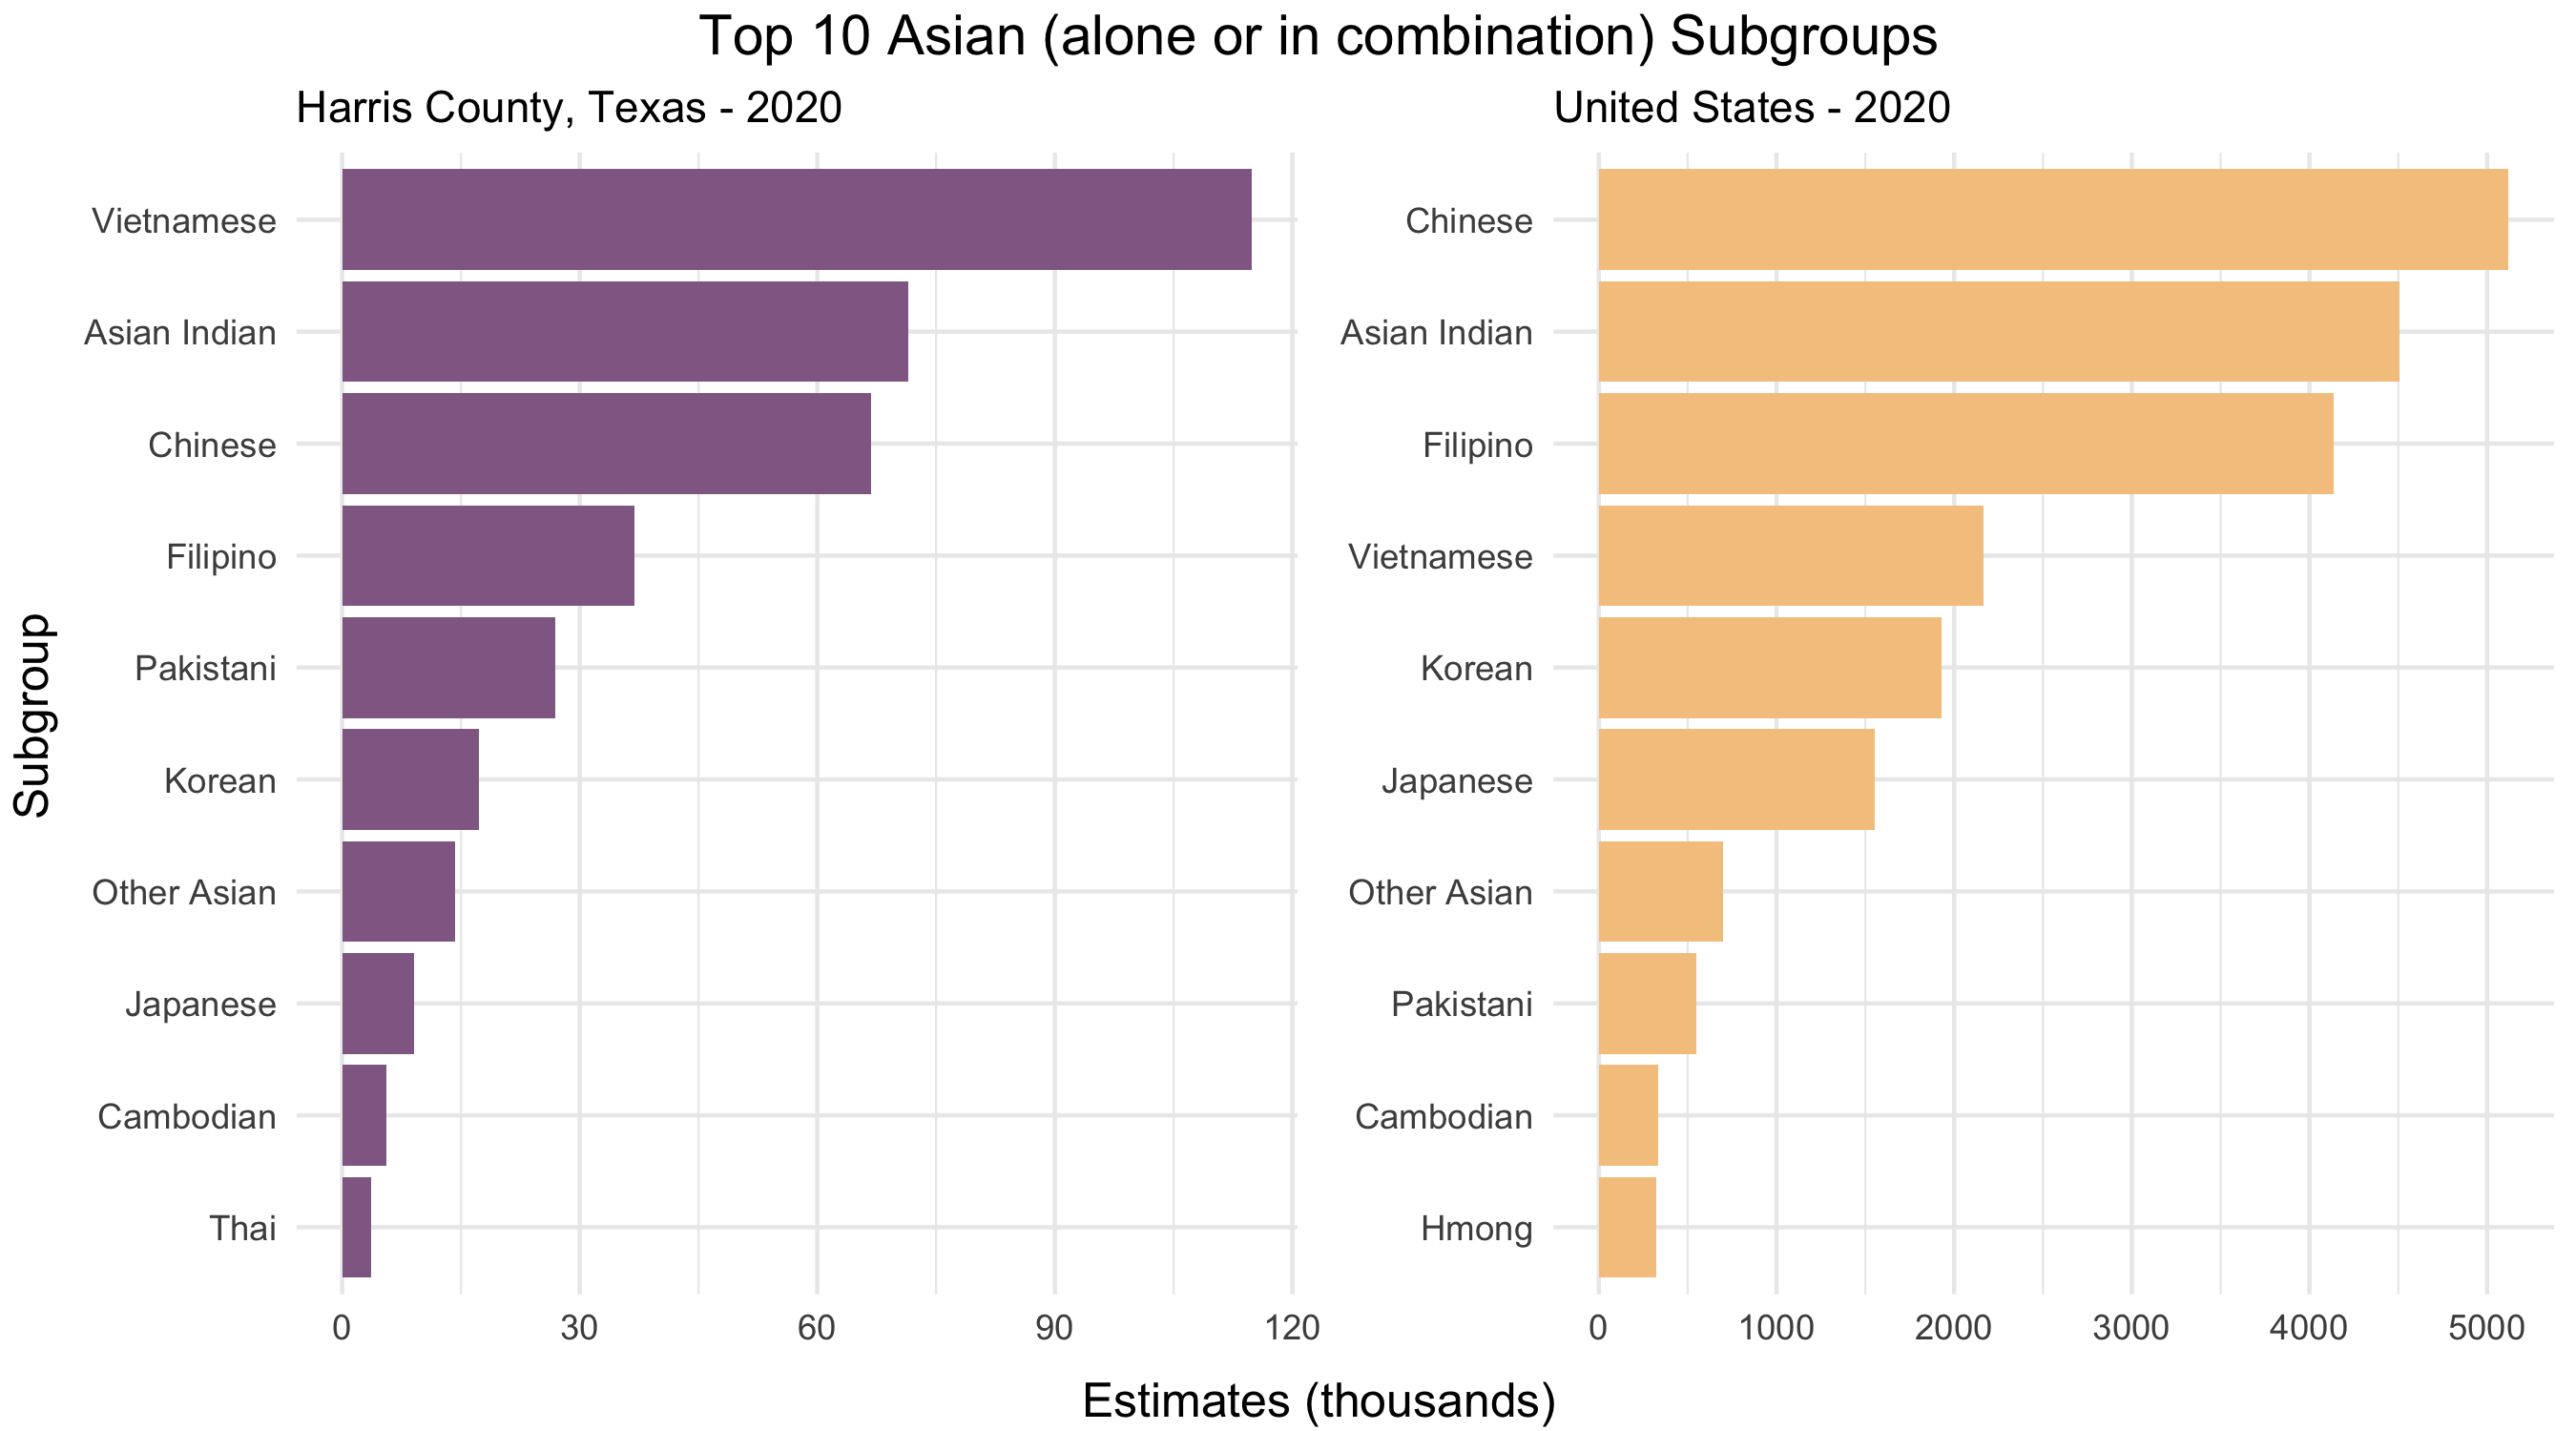 Top 10 Asian (alone or in combination) Subgroups
Harris County, Texas - 2020
Vietnamese
Asian Indian
Chinese
Filipino
Pakistani
Korean
Other Asian
Japanese
Cambodian
Thai
0 30 60 90 120
United States - 2020
Chinese
Asian Indian
Filipino
Vietnamese
Korean
Japanese
Other Asian
Pakistani
Cambodian
Hmong
0 1000 2000 3000 4000 5000
Subgroup
Estimates (thousands)